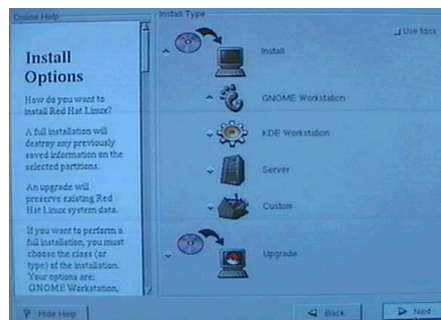 Online Help
Install Options
How do you want to
install Red Hat Linux?
A full installation will
destroy any previously
saved information on the
selected partitions.
An upgrade will
preserve existing Red
Hat Linux system data.
If you want to perform a
full installation, you must
choose the class (or
type) of the installation.
Your options are:
GNOME Workstation,
Install Type
Use fdisk
Install
GNOME Workstation
KDE Workstation
Server
Custom
Upgrade
? Hide Help
Back
Next